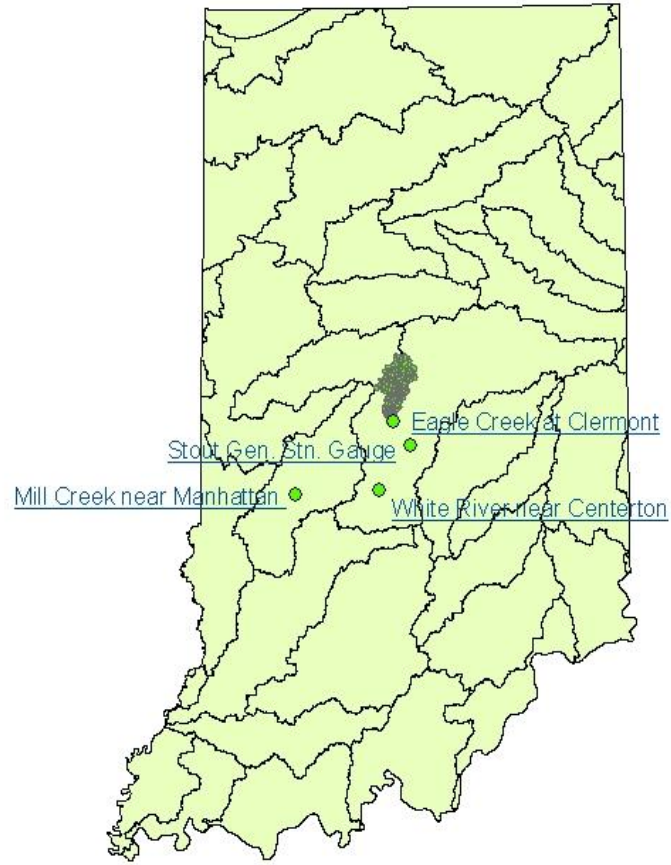 Eagle Creek at Clermont
Stout Gen. Stn. Gauge
Mill Creek near Manhattan
White River near Centerton